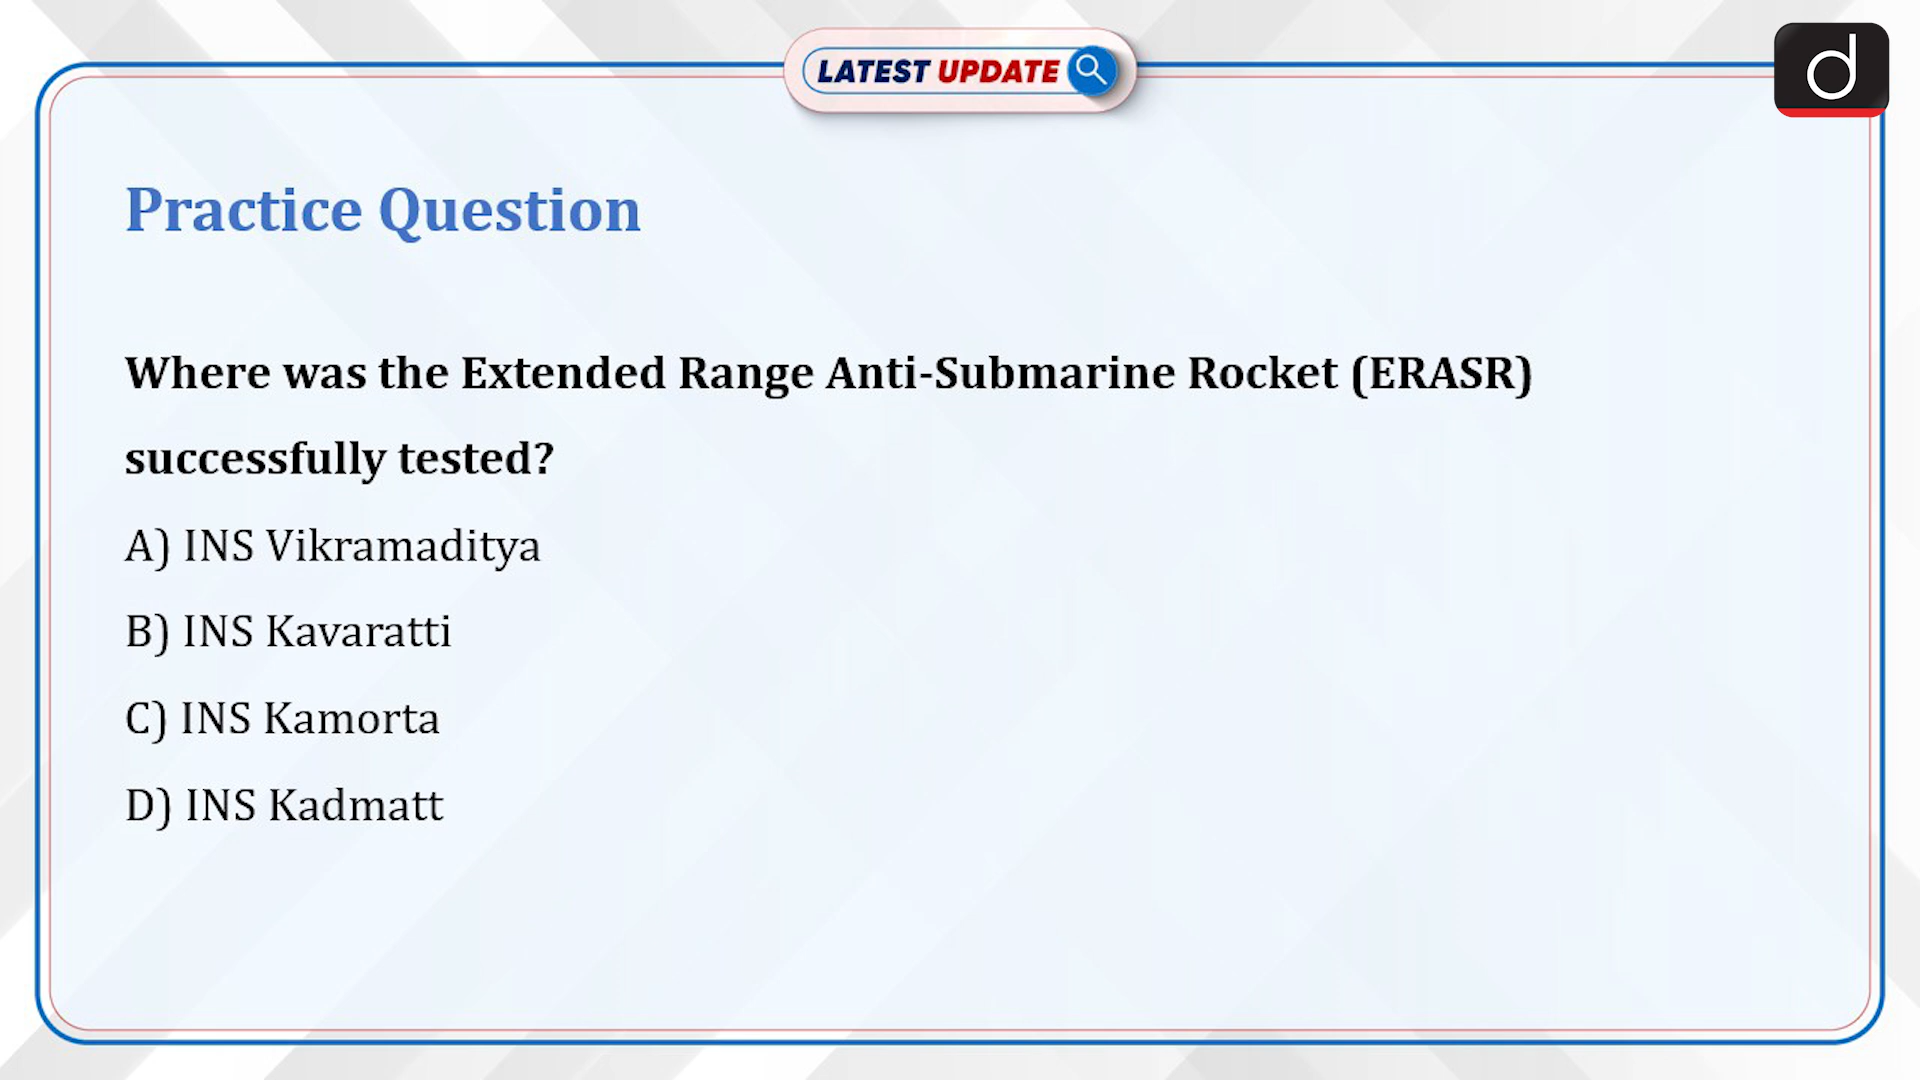 LATEST UPDATE
d
Practice Question
Where was the Extended Range Anti-Submarine Rocket (ERASR)
successfully tested?
A) INS Vikramaditya
B) INS Kavaratti
C) INS Kamorta
D) INS Kadmatt